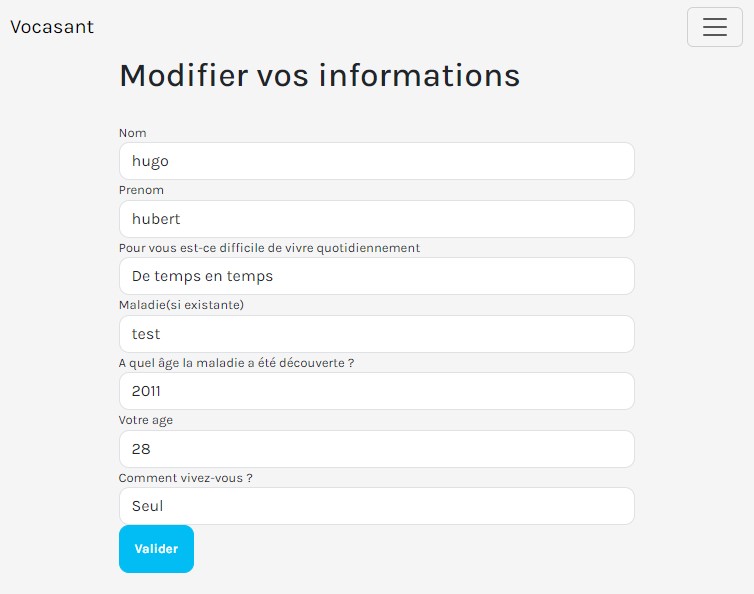 Vocasant
Modifier vos informations
Nom
hugo
Prenom
hubert
Pour vous est-ce difficile de vivre quotidiennement
De temps en temps
Maladie(si existante)
test
A quel âge la maladie a été découverte ?
2011
Votre age
28
Comment vivez-vous ?
Seul
Valider